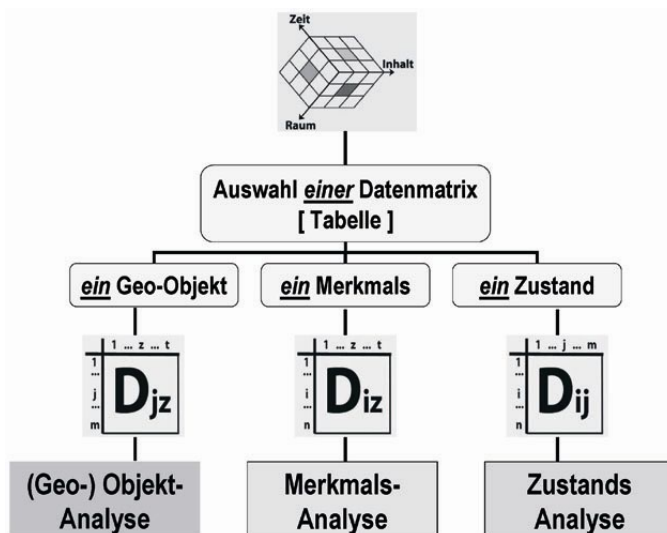 Zeit
Inhalt
Raum
Auswahl einer Datenmatrix
[ Tabelle ]
ein Geo-Objekt
ein Merkmals
ein Zustand
1 ... z ... t
1
...
j
...
m
Djz
1 ... z ... t
1
...
i
...
n
Diz
1 ... j ... m
1
...
i
...
n
Dij
(Geo-) Objekt-
Analyse
Merkmals-
Analyse
Zustands
Analyse